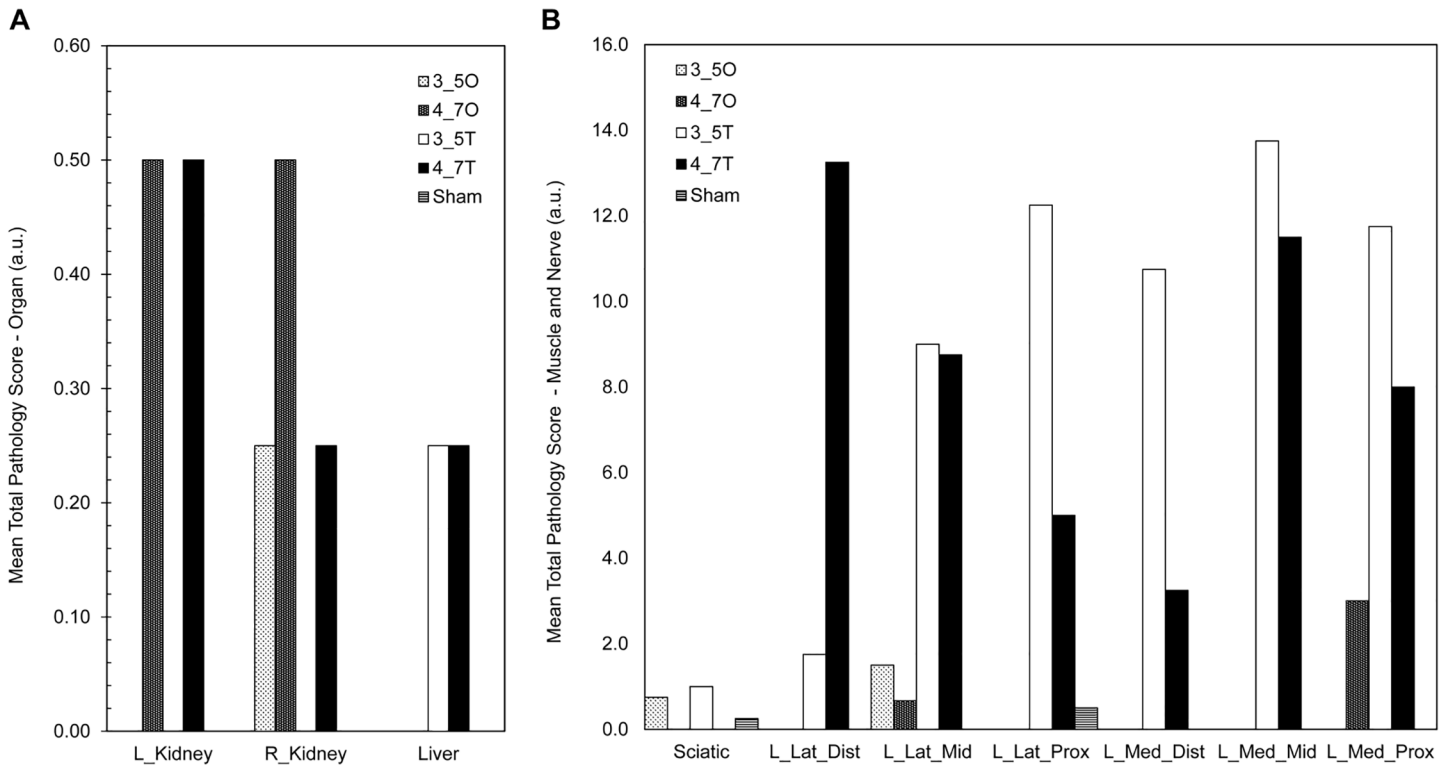 A
Mean Total Pathology Score - Organ (a.u.)
0.60
0.50
0.40
0.30
0.20
0.10
0.00
3_5O
4_7O
3_5T
4_7T
Sham
L_Kidney R_Kidney Liver
B
Mean Total Pathology Score - Muscle and Nerve (a.u.)
16.0
14.0
12.0
10.0
8.0
6.0
4.0
2.0
0.0
3_5O
4_7O
3_5T
4_7T
Sham
Sciatic L_Lat_Dist L_Lat_Mid L_Lat_Prox L_Med_Dist L_Med_Mid L_Med_Prox